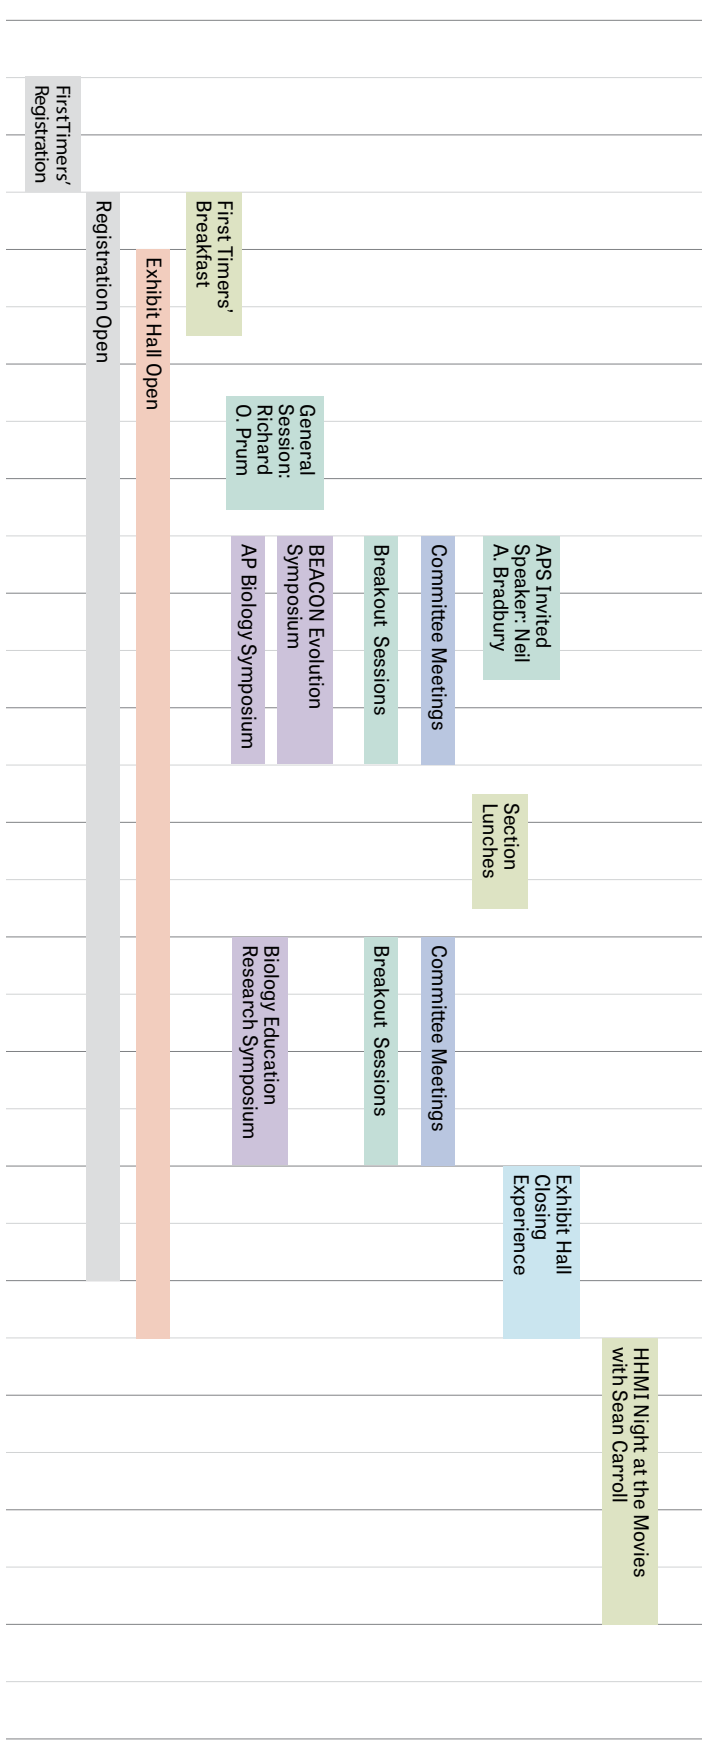 FirstTimers'
Registration
Registration Open
Exhibit Hall Open
First Timers'
Breakfast
General
Session:
Richard
O. Prum
AP Biology Symposium
BEACON Evolution
Symposium
Breakout Sessions
Committee Meetings
APS Invited
Speaker: Neil
A. Bradbury
Section
Lunches
Biology Education
Research Symposium
Breakout Sessions
Committee Meetings
Exhibit Hall
Closing
Experience
HHMI Night at the Movies
with Sean Carroll